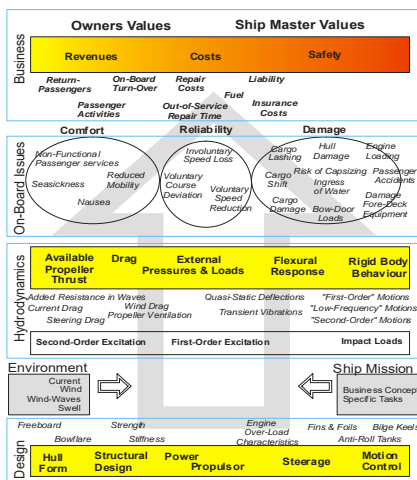 Owners Values
Ship Master Values
Business
Revenues
Costs
Safety
Return-
Passengers
On-Board
Turn-Over
Repair
Costs
Liability
Fuel
Passenger
Activities
Out-of-Service
Repair Time
Insurance
Costs
On-Board Issues
Comfort
Reliability
Damage
Non-Functional
Passenger services
Seasickness
Reduced
Mobility
Nausea
Involuntary
Speed Loss
Voluntary
Course
Deviation
Voluntary
Speed
Reduction
Cargo
Lashing
Hull
Damage
Engine
Loading
Cargo
Shift
Risk of Capsizing
Ingress
of Water
Passenger
Accidents
Cargo
Damage
Bow-Door
Loads
Damage
Fore-Deck
Equipment
Hydrodynamics
Available
Propeller
Thrust
Drag
External
Pressures & Loads
Flexural
Response
Rigid Body
Behaviour
Added Resistance in Waves
Current Drag
Wind Drag
Steering Drag
Propeller Ventilation
Quasi-Static Deflections
Transient Vibrations
"First-Order" Motions
"Low-Frequency" Motions
"Second-Order" Motions
Second-Order Excitation
First-Order Excitation
Impact Loads
Environment
Current
Wind
Wind-Waves
Swell
Ship Mission
Business Concept
Specific Tasks
Design
Freeboard
Strength
Engine
Over-Load
Characteristics
Fins & Foils
Bilge Keels
Bowflare
Stiffness
Anti-Roll Tanks
Hull
Form
Structural
Design
Power
Propulsor
Steerage
Motion
Control